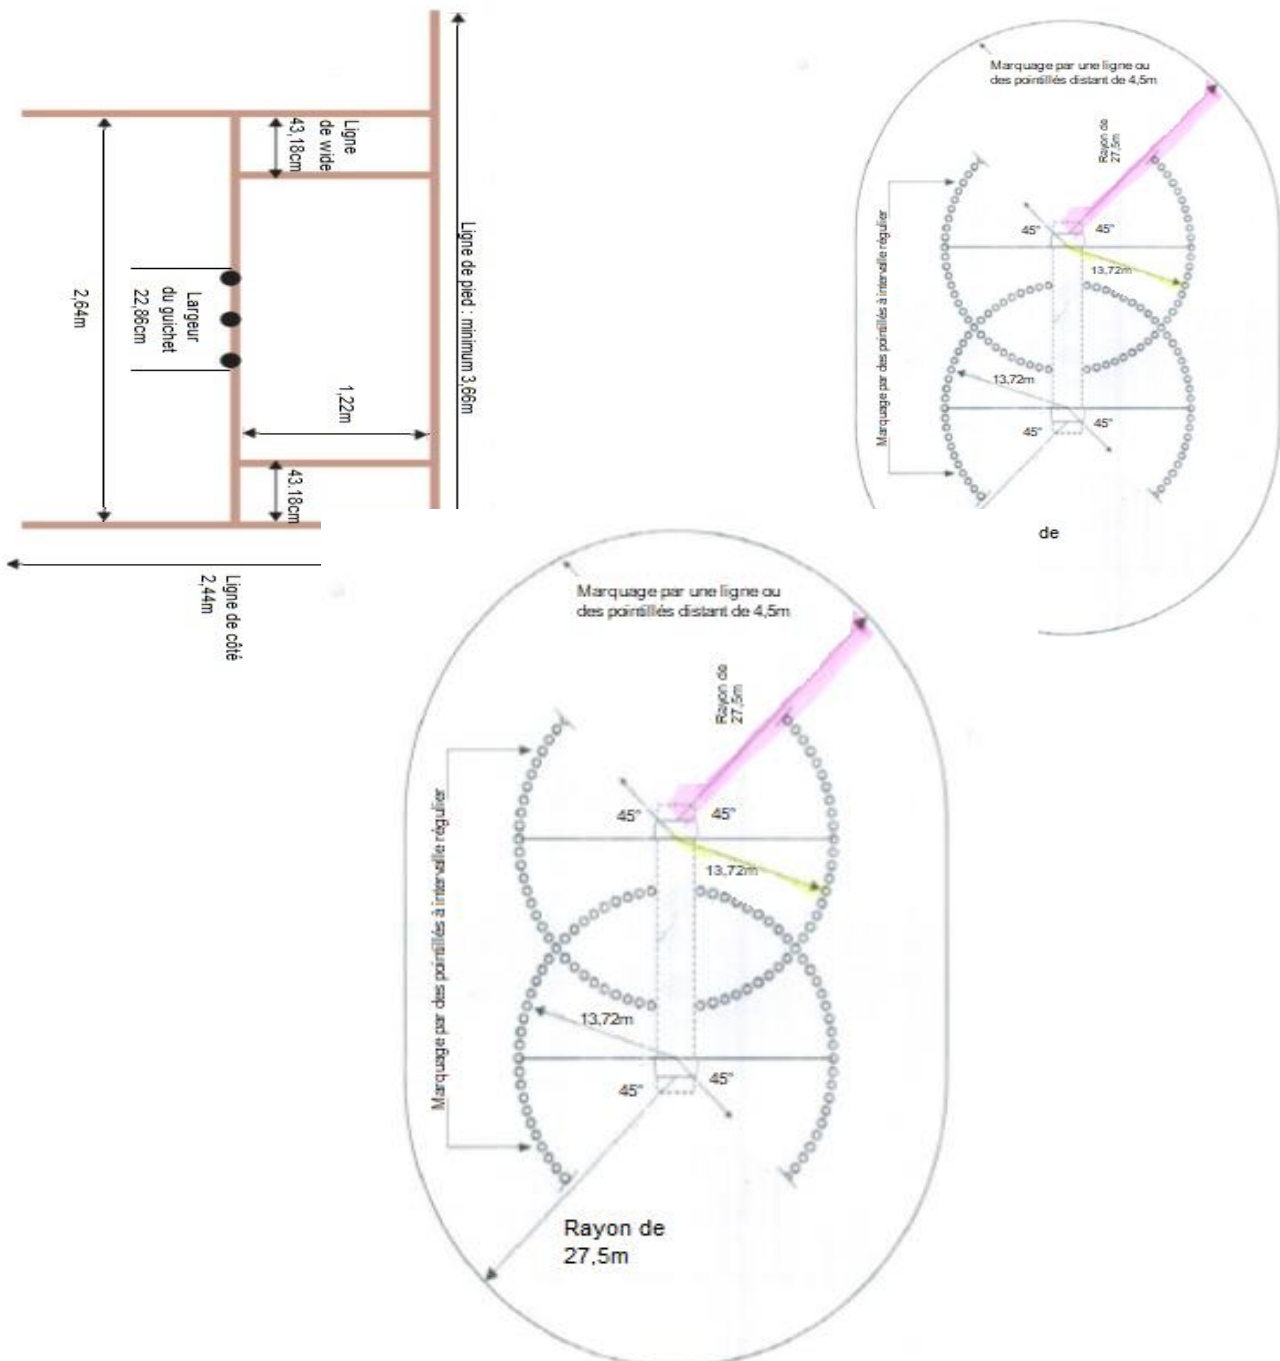 Ligne
de wide
43,18cm
Ligne de pied : minimum 3,66m
Largeur
du guichet
22,86cm
2,64m
1,22m
43,18cm
Ligne de côté
2,44m
Marquage par une ligne ou
des pointillés distant de 4,5m
Rayon de
27,5m
Marquage par des pointillés à intervalle régulier
45°
45°
13,72m
13,72m
45°
45°
de
Marquage par une ligne ou
des pointillés distant de 4,5m
Rayon de
27,5m
Marquage par des pointillés à intervalle régulier
45°
45°
13,72m
13,72m
45°
45°
Rayon de
27,5m